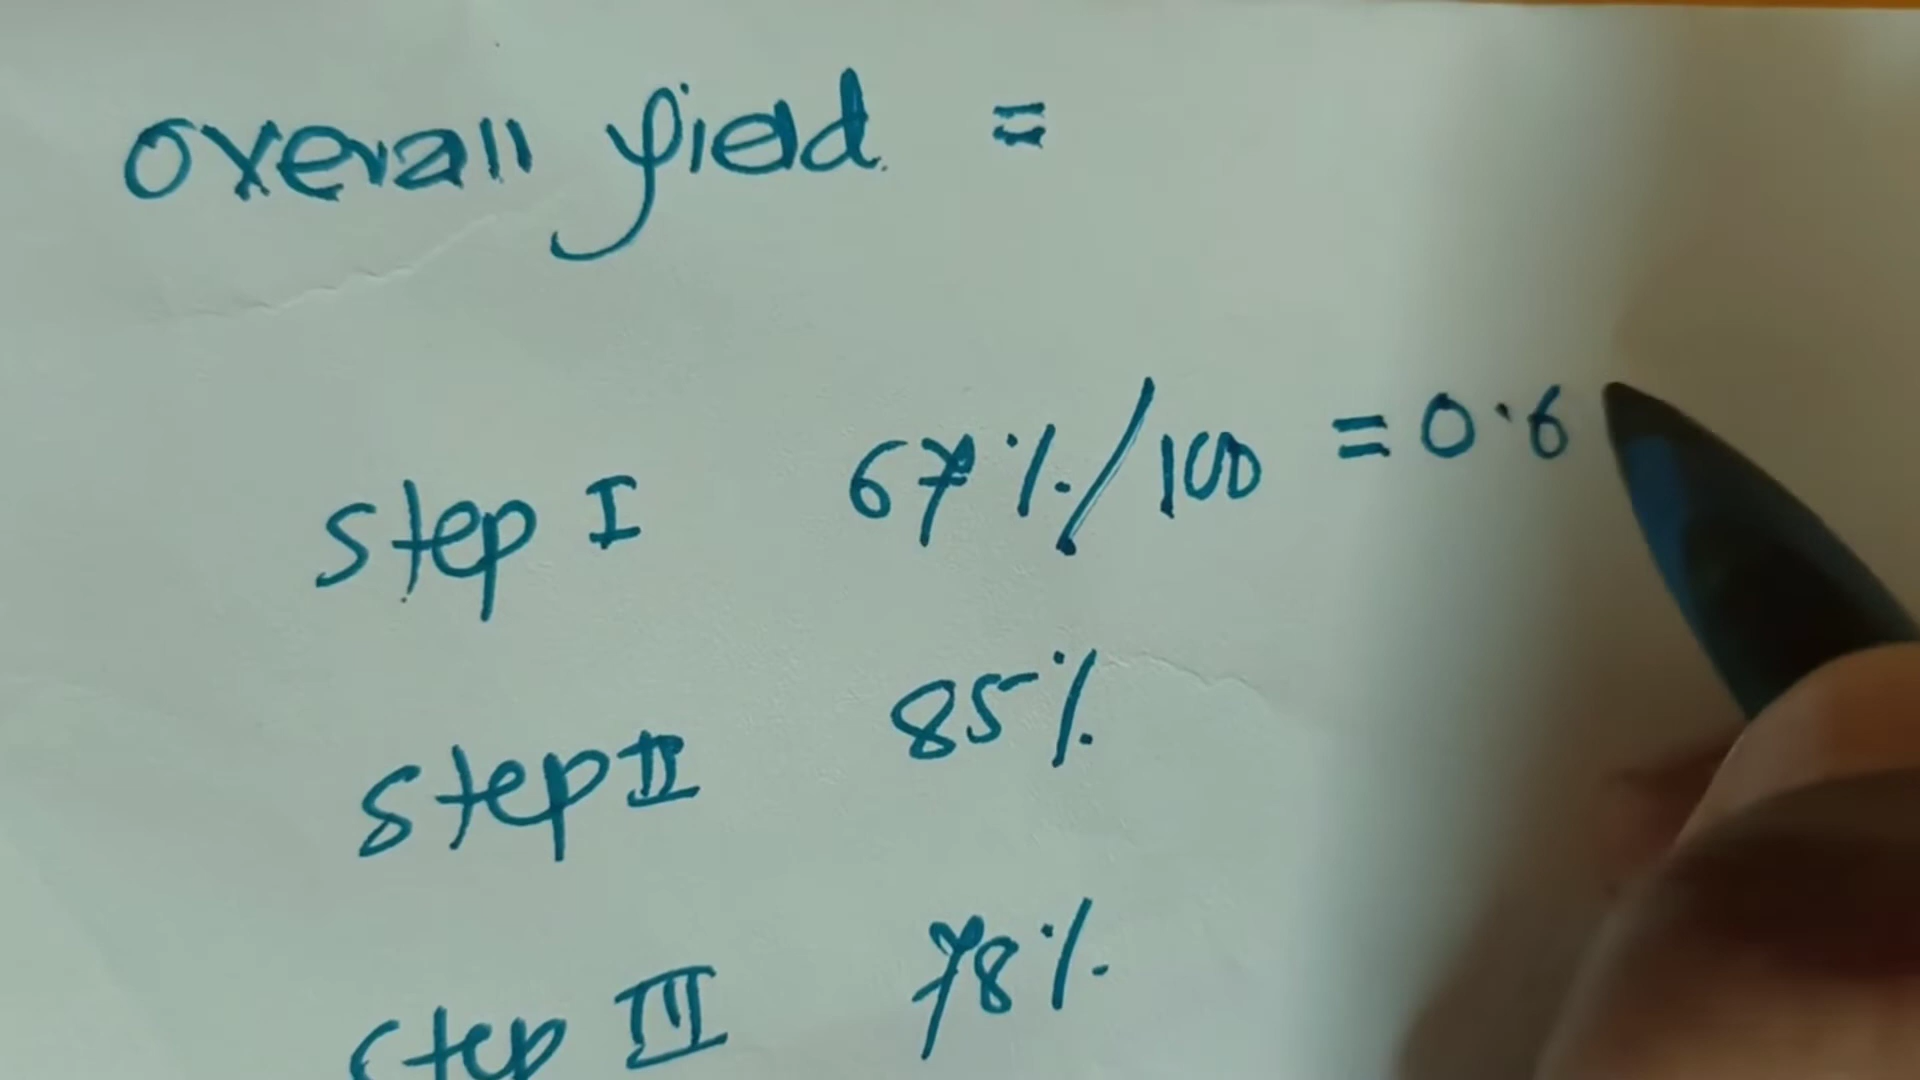 overall yield =
step I 67%/100 = 0.6
step II 85%
step III 78%